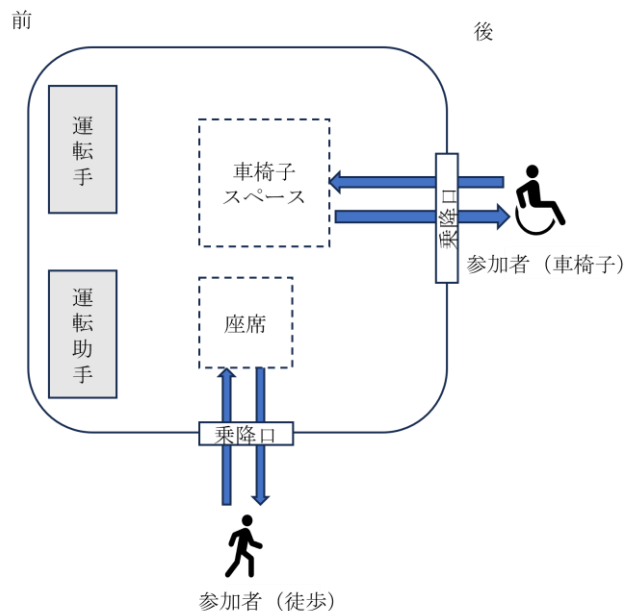 前
後
運転手
車椅子
スペース
乗降口
参加者（車椅子）
運転助手
座席
乗降口
参加者（徒歩）